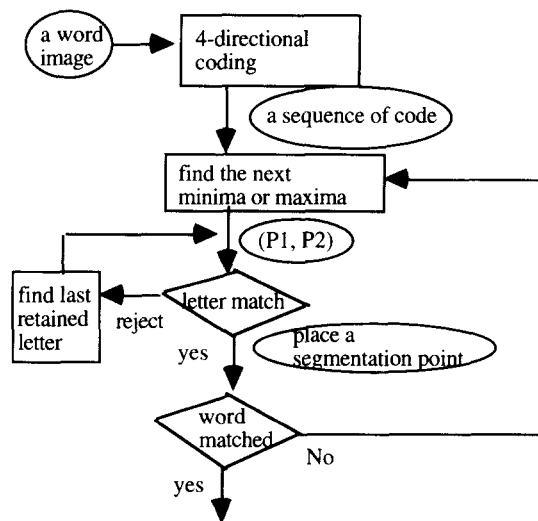 a word
image
4-directional
coding
a sequence of code
find the next
minima or maxima
(P1, P2)
find last
retained
letter
reject
letter match
yes
place a
segmentation point
word
matched
No
yes